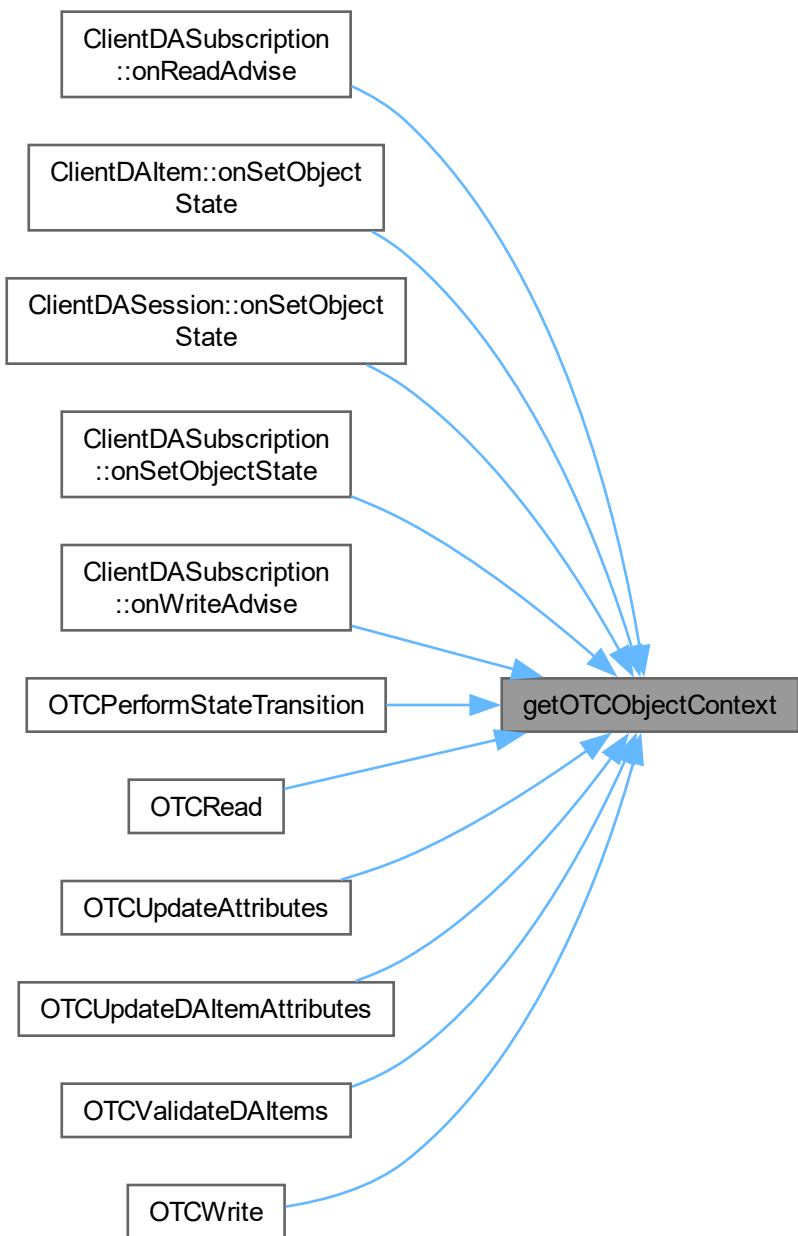 ClientDASubscription
::onReadAdvise
ClientDAItem::onSetObject
State
ClientDASession::onSetObject
State
ClientDASubscription
::onSetObjectState
ClientDASubscription
::onWriteAdvise
OTCPerformStateTransition
getOTCObjectContext
OTCRead
OTCUpdateAttributes
OTCUpdateDAItemAttributes
OTCValidateDAItems
OTCWrite